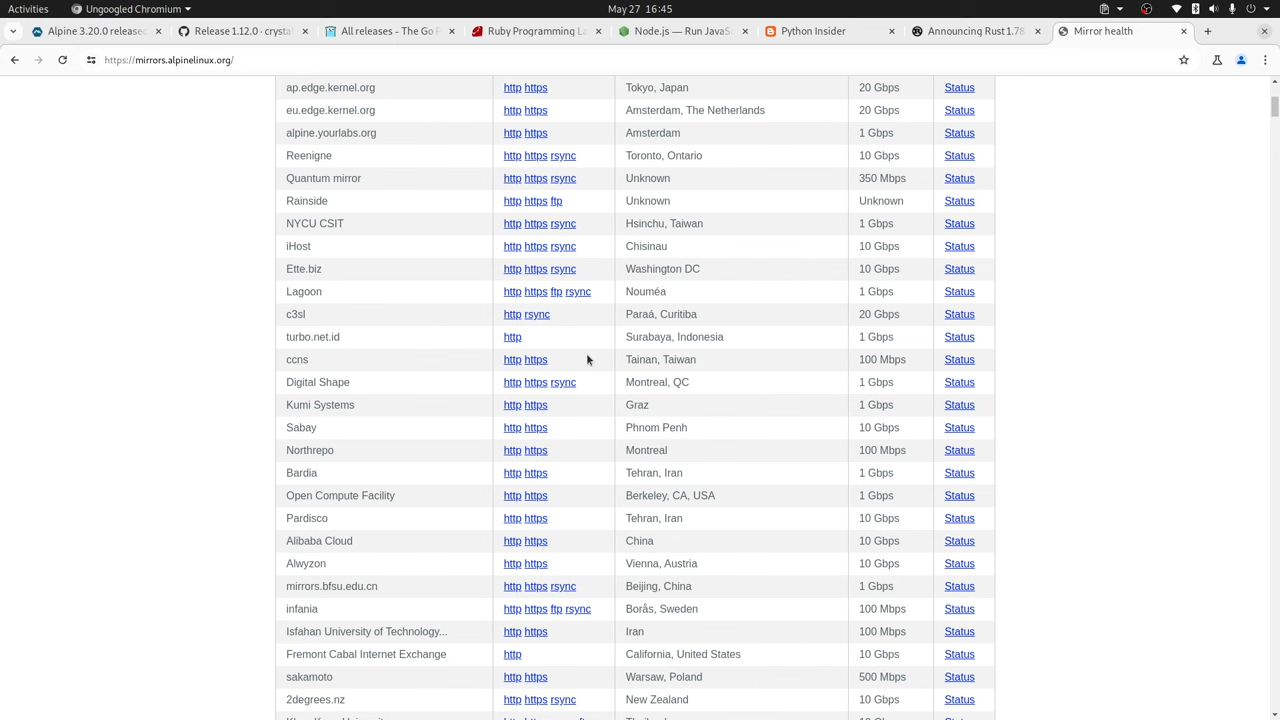 Activities Ungoogled Chromium May 27 16:45
Alpine 3.20.0 released Release 1.12.0 · crysta All releases - The Go P Ruby Programming La Node.js — Run JavaSc Python Insider Announcing Rust 1.78 Mirror health
https://mirrors.alpinelinux.org/
ap.edge.kernel.org http https Tokyo, Japan 20 Gbps Status
eu.edge.kernel.org http https Amsterdam, The Netherlands 20 Gbps Status
alpine.yourlabs.org http https Amsterdam 1 Gbps Status
Reenigne http https rsync Toronto, Ontario 10 Gbps Status
Quantum mirror http https rsync Unknown 350 Mbps Status
Rainside http https ftp Unknown Unknown Status
NYCU CSIT http https rsync Hsinchu, Taiwan 1 Gbps Status
iHost http https rsync Chisinau 10 Gbps Status
Ette.biz http https rsync Washington DC 10 Gbps Status
Lagoon http https ftp rsync Nouméa 1 Gbps Status
c3sl http rsync Paraá, Curitiba 20 Gbps Status
turbo.net.id http Surabaya, Indonesia 1 Gbps Status
ccns http https Tainan, Taiwan 100 Mbps Status
Digital Shape http https rsync Montreal, QC 1 Gbps Status
Kumi Systems http https Graz 1 Gbps Status
Sabay http https Phnom Penh 10 Gbps Status
Northrepo http https Montreal 100 Mbps Status
Bardia http https Tehran, Iran 1 Gbps Status
Open Compute Facility http https Berkeley, CA, USA 1 Gbps Status
Pardisco http https Tehran, Iran 10 Gbps Status
Alibaba Cloud http https China 10 Gbps Status
Alwyzon http https Vienna, Austria 10 Gbps Status
mirrors.bfsu.edu.cn http https rsync Beijing, China 1 Gbps Status
infania http https ftp rsync Borås, Sweden 100 Mbps Status
Isfahan University of Technology... http https Iran 100 Mbps Status
Fremont Cabal Internet Exchange http California, United States 10 Gbps Status
sakamoto http https Warsaw, Poland 500 Mbps Status
2degrees.nz http https rsync New Zealand 10 Gbps Status